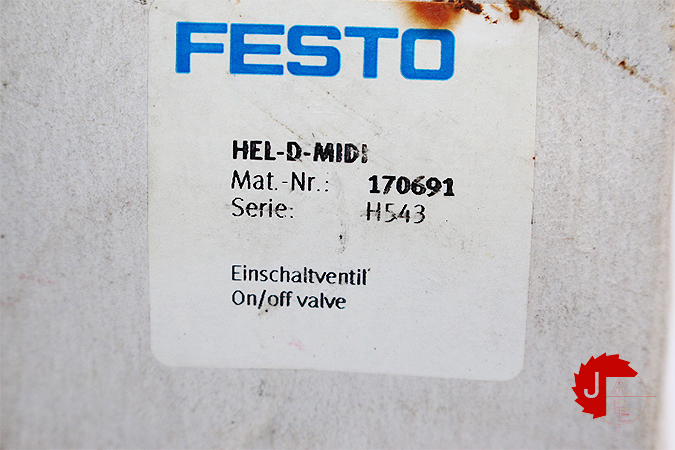 FESTO
HEL-D-MIDI
Mat.-Nr.: 170691
Serie: H543
Einschaltventil
On/off valve
J